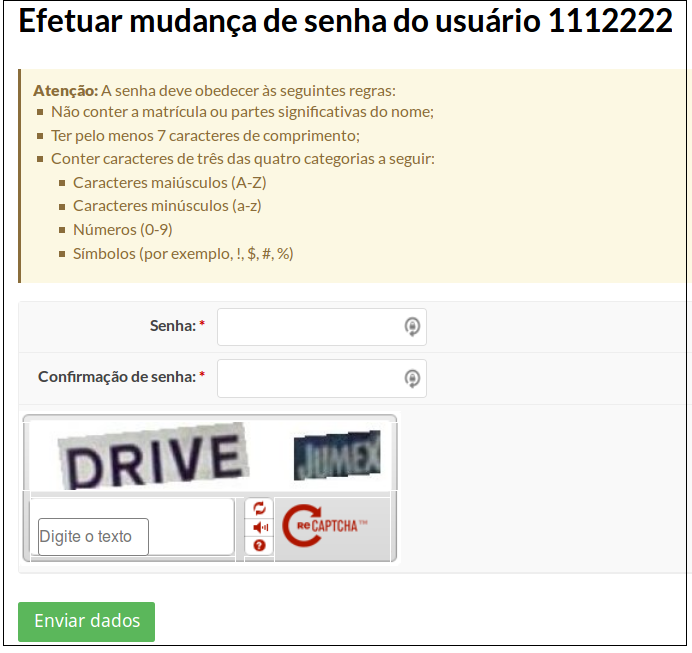 Efetuar mudança de senha do usuário 1112222
Atenção: A senha deve obedecer às seguintes regras:
Não conter a matrícula ou partes significativas do nome;
Ter pelo menos 7 caracteres de comprimento;
Conter caracteres de três das quatro categorias a seguir:
Caracteres maiúsculos (A-Z)
Caracteres minúsculos (a-z)
Números (0-9)
Símbolos (por exemplo, !, $, #, %)
Senha: *
Confirmação de senha: *
DRIVE JUMEX
Digite o texto
? reCAPTCHA™
Enviar dados